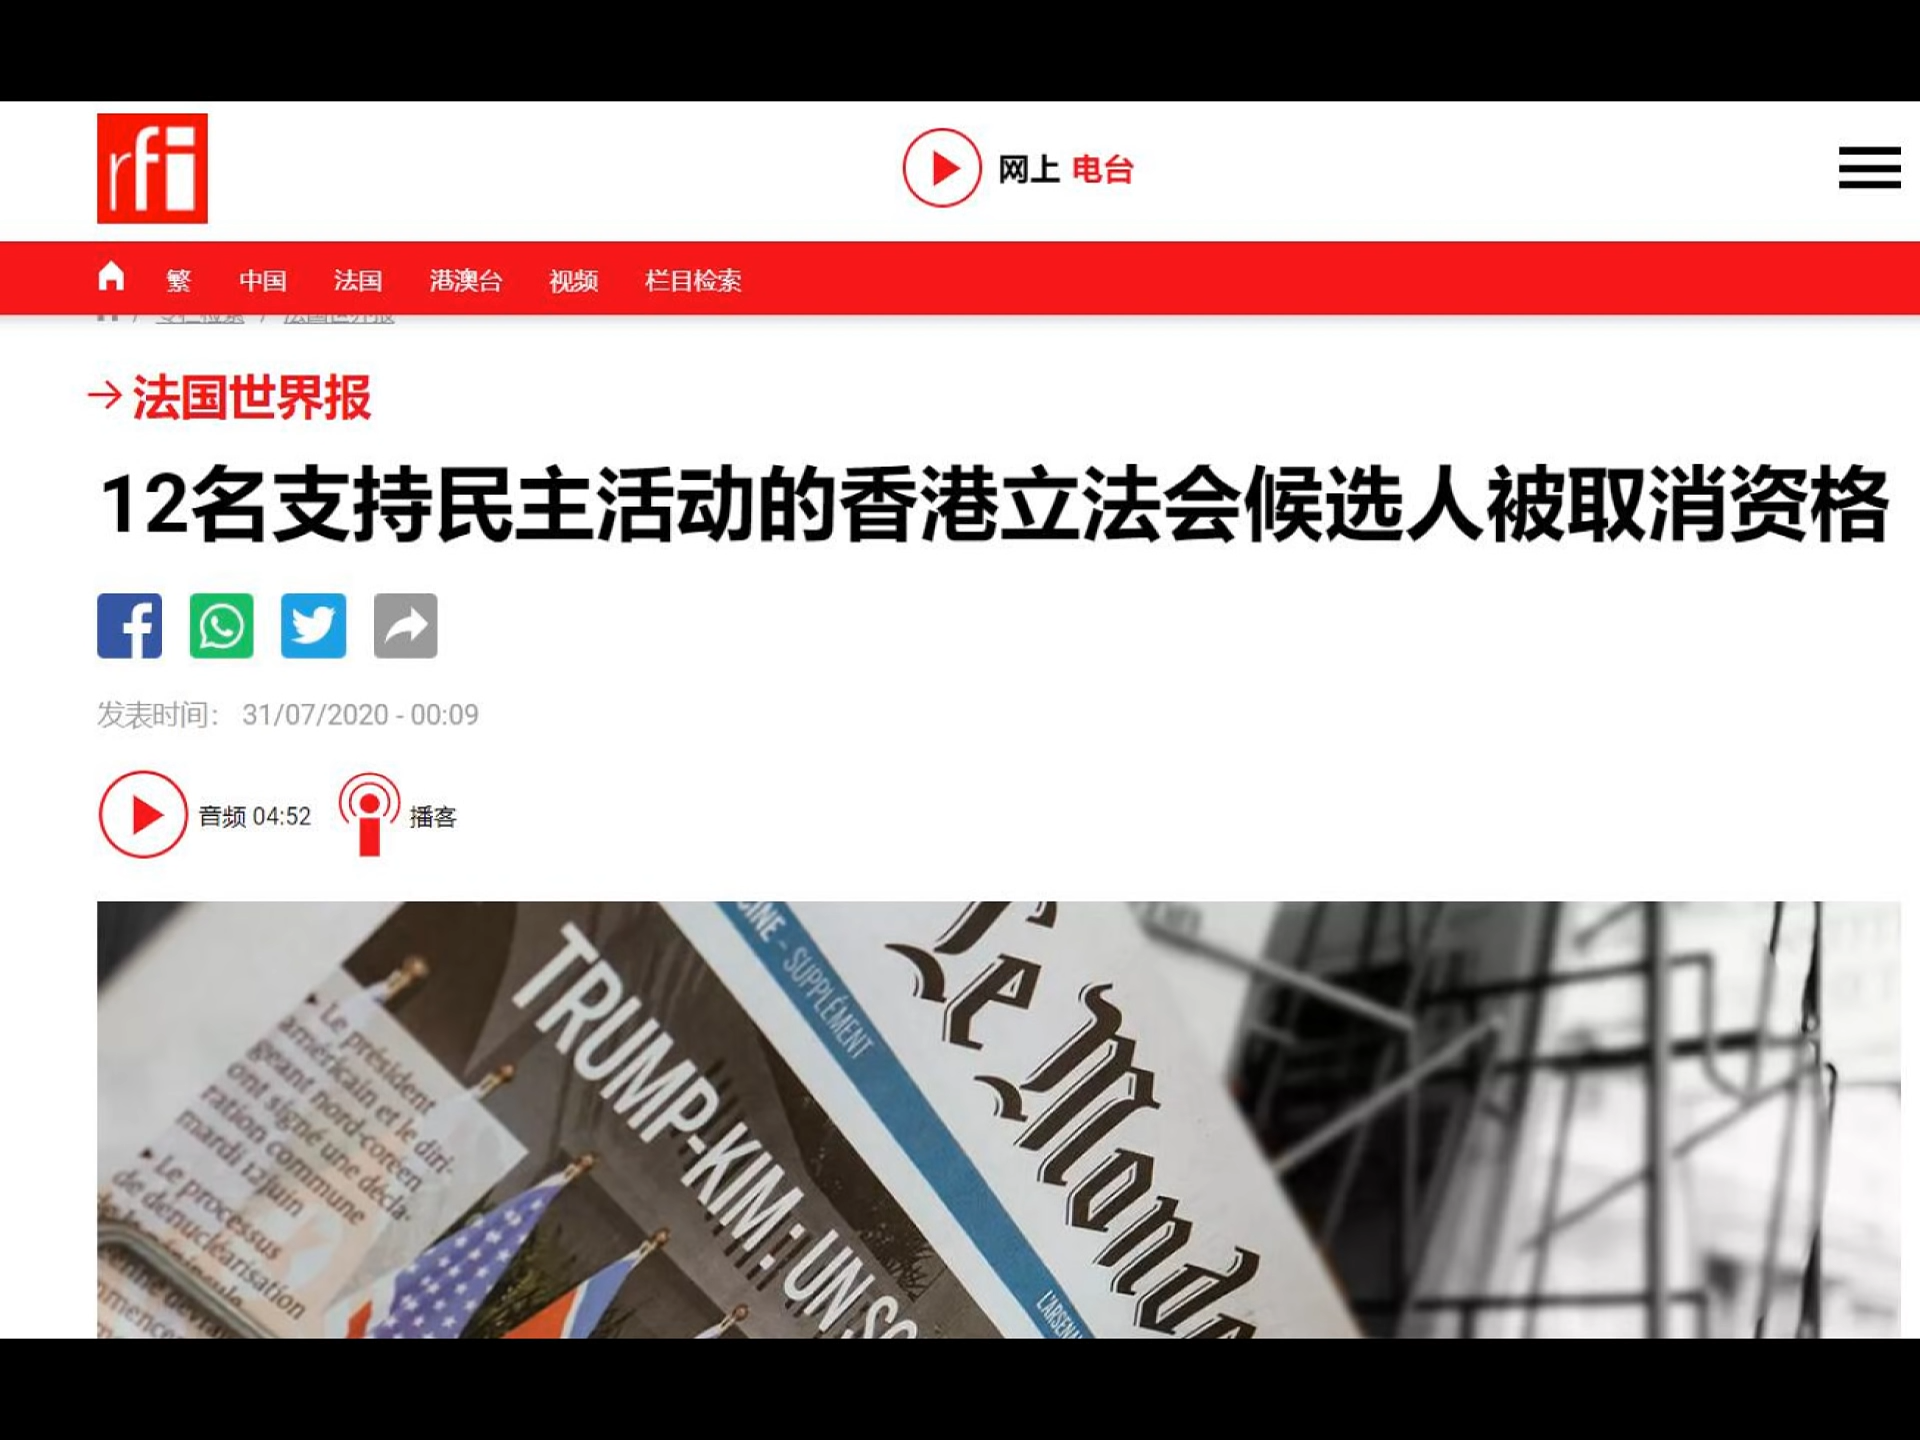 rfi
网上 电台
繁 中国 法国 港澳台 视频 栏目检索
法国世界报
12名支持民主活动的香港立法会候选人被取消资格
发表时间： 31/07/2020 - 00:09
音频 04:52 播客
CINE - SUPPLÉMENT
Le Monde
TRUMP-KIM : UN SO
Le président
américain et le diri-
geant nord-coréen
ont signé une décla-
ration commune
mardi 12 juin
Le processus
de dénucléarisation
L'ARSENAL